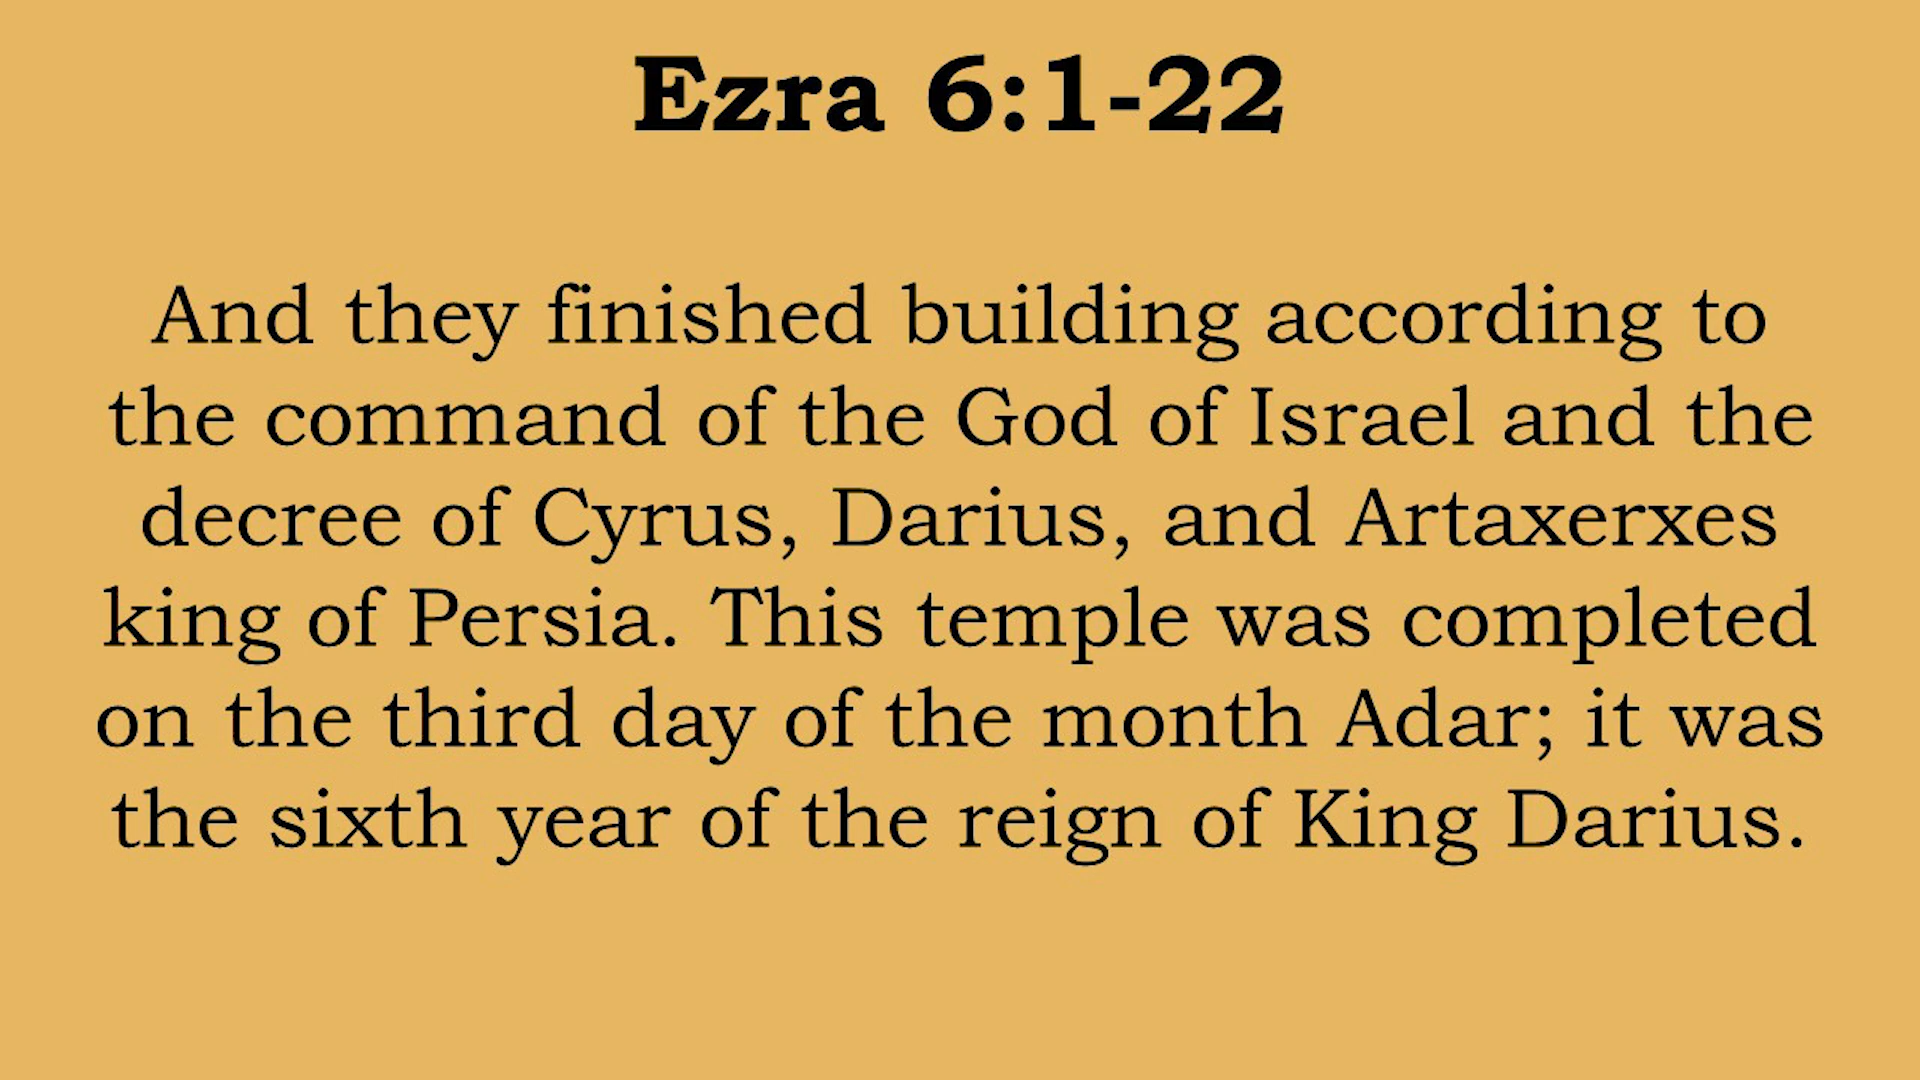 Ezra 6:1-22
And they finished building according to
the command of the God of Israel and the
decree of Cyrus, Darius, and Artaxerxes
king of Persia. This temple was completed
on the third day of the month Adar; it was
the sixth year of the reign of King Darius.